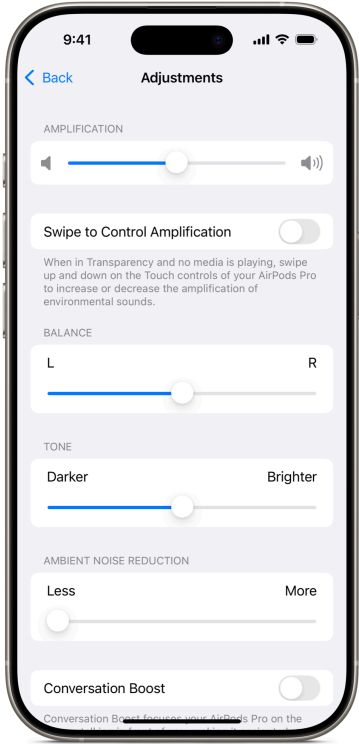 9:41
Back
Adjustments
AMPLIFICATION
Swipe to Control Amplification
When in Transparency and no media is playing, swipe
up and down on the Touch controls of your AirPods Pro
to increase or decrease the amplification of
environmental sounds.
BALANCE
L R
TONE
Darker Brighter
AMBIENT NOISE REDUCTION
Less More
Conversation Boost
Conversation Boost focuses your AirPods Pro on the